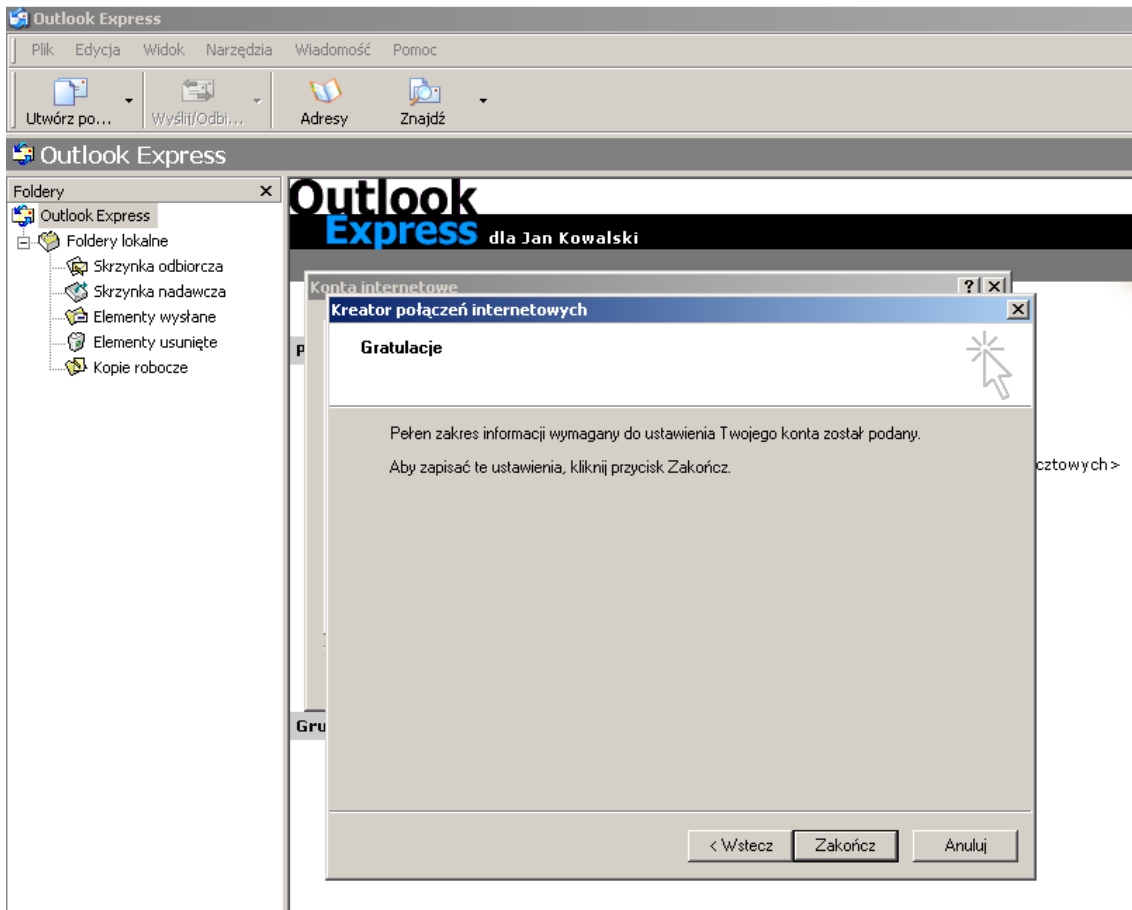 Outlook Express
Plik Edycja Widok Narzędzia Wiadomość Pomoc
Utwórz po... Wyślij/Odbi... Adresy Znajdź
Outlook Express
Foldery
Outlook Express
Foldery lokalne
Skrzynka odbiorcza
Skrzynka nadawcza
Elementy wysłane
Elementy usunięte
Kopie robocze
Outlook
Express dla Jan Kowalski
Konta internetowe
Kreator połączeń internetowych
Gratulacje
Pełen zakres informacji wymagany do ustawienia Twojego konta został podany.
Aby zapisać te ustawienia, kliknij przycisk Zakończ.
cztowych>
Gru
< Wstecz Zakończ Anuluj